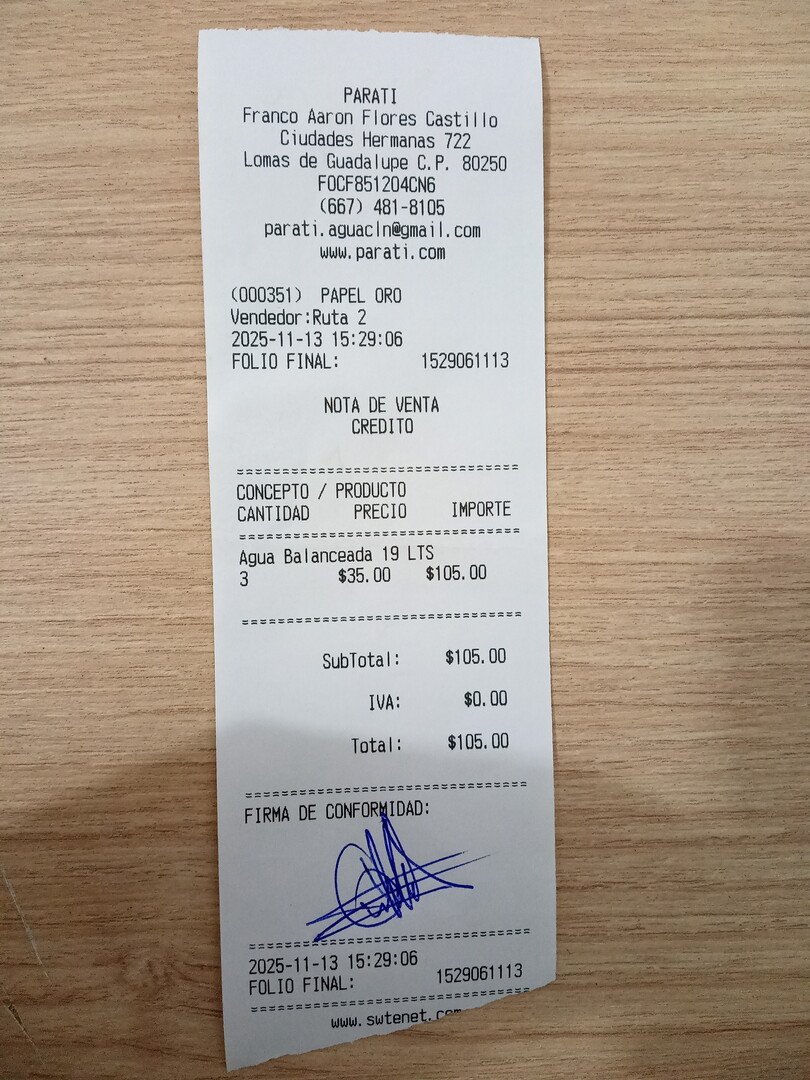 PARATI
Franco Aaron Flores Castillo
Ciudades Hermanas 722
Lomas de Guadalupe C.P. 80250
FOCF851204CN6
(667) 481-8105
parati.aguacln@gmail.com
www.parati.com
(000351) PAPEL ORO
Vendedor:Ruta 2
2025-11-13 15:29:06
FOLIO FINAL: 1529061113
NOTA DE VENTA
CREDITO
CONCEPTO / PRODUCTO
CANTIDAD PRECIO IMPORTE
Agua Balanceada 19 LTS
3 $35.00 $105.00
SubTotal: $105.00
IVA: $0.00
Total: $105.00
FIRMA DE CONFORMIDAD:
2025-11-13 15:29:06
FOLIO FINAL: 1529061113
www.swtenet.com